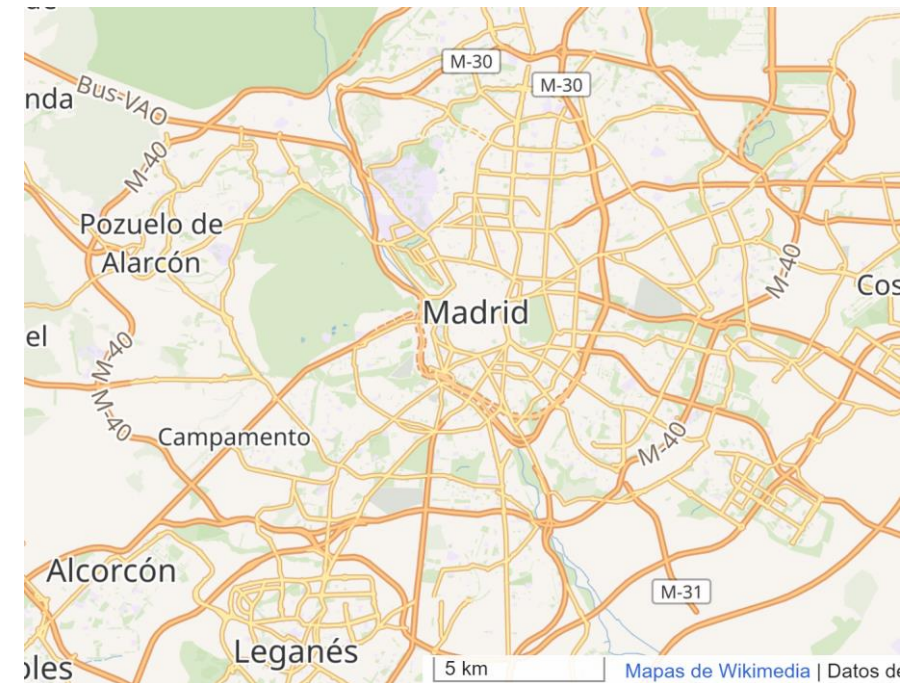 M-30
M-30
nda
Bus-VAO
M-40
Pozuelo de
Alarcón
M-40
Cos
Madrid
el
M-40
M-40
Campamento
M-40
Alcorcón
M-31
Leganés
oles
5 km
Mapas de Wikimedia | Datos de